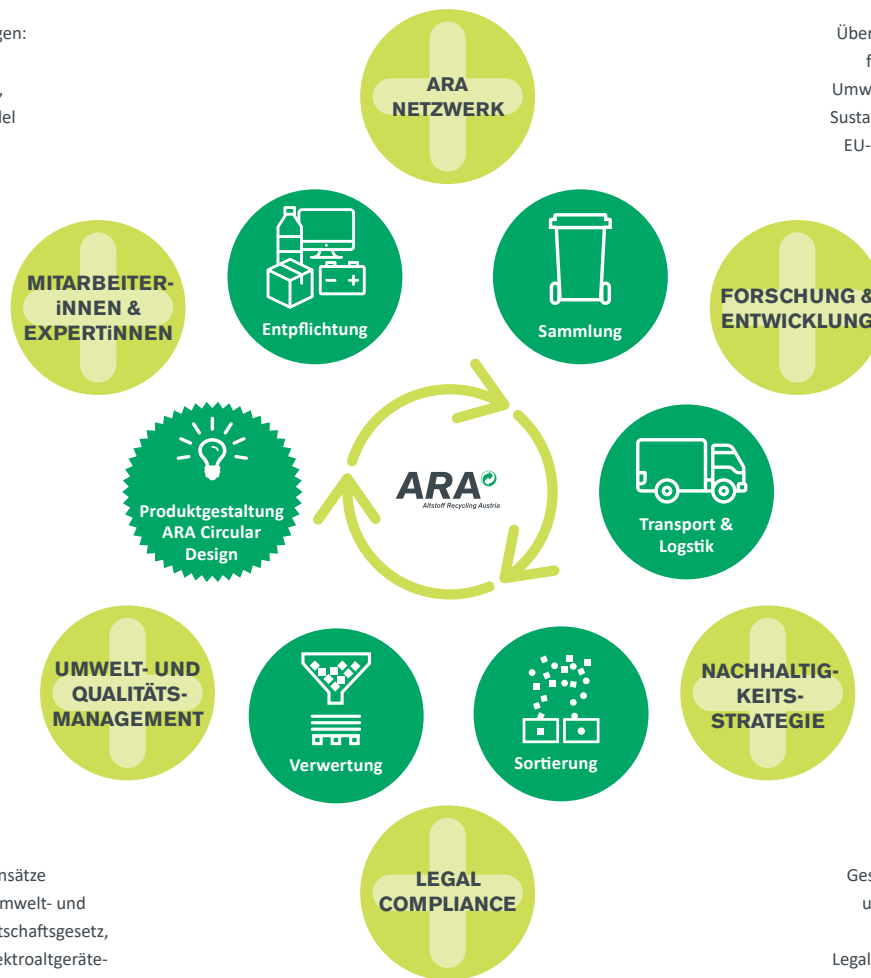 gen:
ARA
NETZWERK
Über
Umw
Susta
EU-
MITARBEITER-
iNNEN &
EXPERTiNNEN
Entpflichtung
Sammlung
FORSCHUNG &
ENTWICKLUNG
Produktgestaltung
ARA Circular
Design
ARA
Altstoff Recycling Austria
Transport &
Logstik
UMWELT- UND
QUALITÄTS-
MANAGEMENT
Verwertung
Sortierung
NACHHALTIG-
KEITS-
STRATEGIE
LEGAL
COMPLIANCE
nsätze
mwelt- und
tschaftsgesetz,
ektroaltgeräte-
Ges
u
Legal